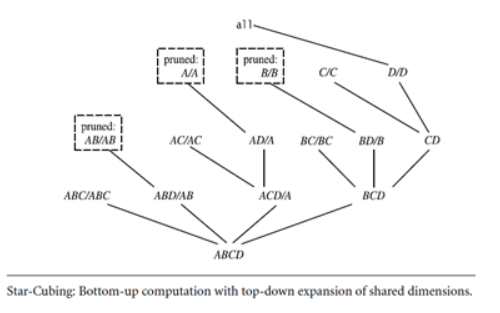 all
pruned:
A/A
pruned:
B/B
C/C
D/D
pruned:
AB/AB
AC/AC
AD/A
BC/BC
BD/B
CD
ABC/ABC
ABD/AB
ACD/A
BCD
ABCD
Star-Cubing: Bottom-up computation with top-down expansion of shared dimensions.